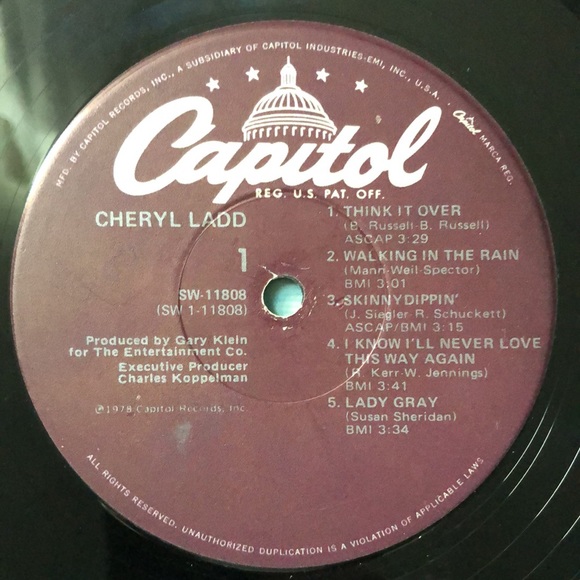 MFD. BY CAPITOL RECORDS, INC., A SUBSIDIARY OF CAPITOL INDUSTRIES-EMI, INC., U.S.A.
Capitol MARCA REG.
Capitol
REG. U.S. PAT. OFF.
CHERYL LADD
1
SW-11808
(SW 1-11808)
Produced by Gary Klein
for The Entertainment Co.
Executive Producer
Charles Koppelman
©1978 Capitol Records, Inc.
1. THINK IT OVER
(B. Russell-B. Russell)
ASCAP 3:29
2. WALKING IN THE RAIN
(Mann-Weil-Spector)
BMI 3:01
3. SKINNYDIPPIN'
(J. Siegler-R. Schuckett)
ASCAP/BMI 3:15
4. I KNOW I'LL NEVER LOVE
THIS WAY AGAIN
(R. Kerr-W. Jennings)
BMI 3:41
5. LADY GRAY
(Susan Sheridan)
BMI 3:34
ALL RIGHTS RESERVED. UNAUTHORIZED DUPLICATION IS A VIOLATION OF APPLICABLE LAWS